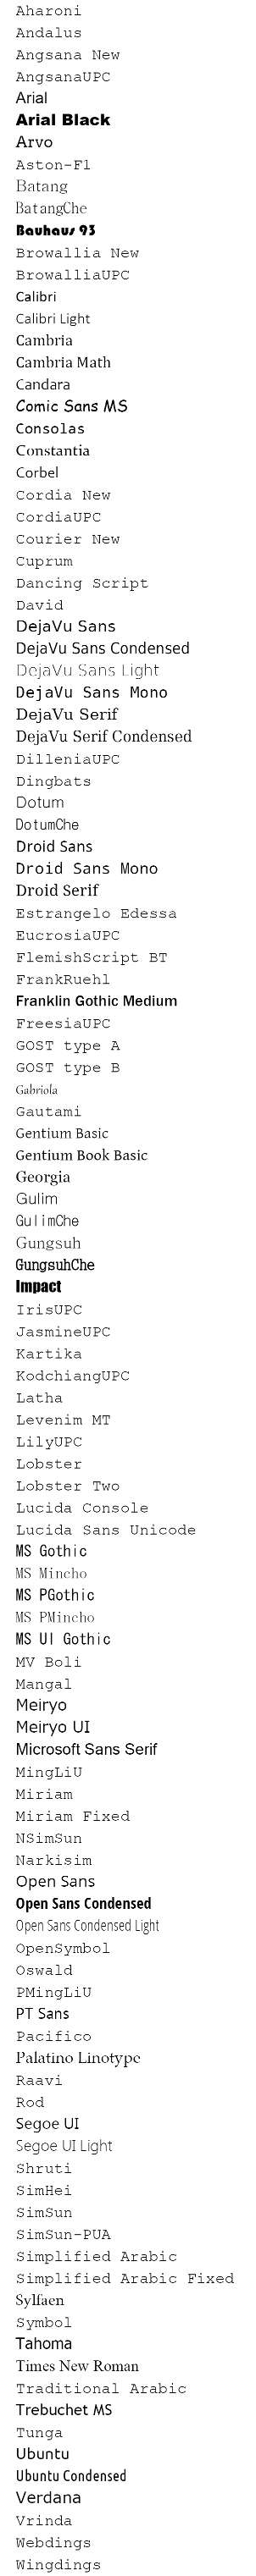 Aharoni
Andalus
Angsana New
AngsanaUPC
Arial
Arial Black
Arvo
Aston-F1
Batang
BatangChe
Bauhaus 93
Browallia New
BrowalliaUPC
Calibri
Calibri Light
Cambria
Cambria Math
Candara
Comic Sans MS
Consolas
Constantia
Corbel
Cordia New
CordiaUPC
Courier New
Cuprum
Dancing Script
David
DejaVu Sans
DejaVu Sans Condensed
DejaVu Sans Light
DejaVu Sans Mono
DejaVu Serif
DejaVu Serif Condensed
DilleniaUPC
Dingbats
Dotum
DotumChe
Droid Sans
Droid Sans Mono
Droid Serif
Estrangelo Edessa
EucrosiaUPC
FlemishScript BT
FrankRuehl
Franklin Gothic Medium
FreesiaUPC
GOST type A
GOST type B
Gabriola
Gautami
Gentium Basic
Gentium Book Basic
Georgia
Gulim
GulimChe
Gungsuh
GungsuhChe
Impact
IrisUPC
JasmineUPC
Kartika
KodchiangUPC
Latha
Levenim MT
LilyUPC
Lobster
Lobster Two
Lucida Console
Lucida Sans Unicode
MS Gothic
MS Mincho
MS PGothic
MS PMincho
MS UI Gothic
MV Boli
Mangal
Meiryo
Meiryo UI
Microsoft Sans Serif
MingLiU
Miriam
Miriam Fixed
NSimSun
Narkisim
Open Sans
Open Sans Condensed
Open Sans Condensed Light
OpenSymbol
Oswald
PMingLiU
PT Sans
Pacifico
Palatino Linotype
Raavi
Rod
Segoe UI
Segoe UI Light
Shruti
SimHei
SimSun
SimSun-PUA
Simplified Arabic
Simplified Arabic Fixed
Sylfaen
Symbol
Tahoma
Times New Roman
Traditional Arabic
Trebuchet MS
Tunga
Ubuntu
Ubuntu Condensed
Verdana
Vrinda
Webdings
Wingdings